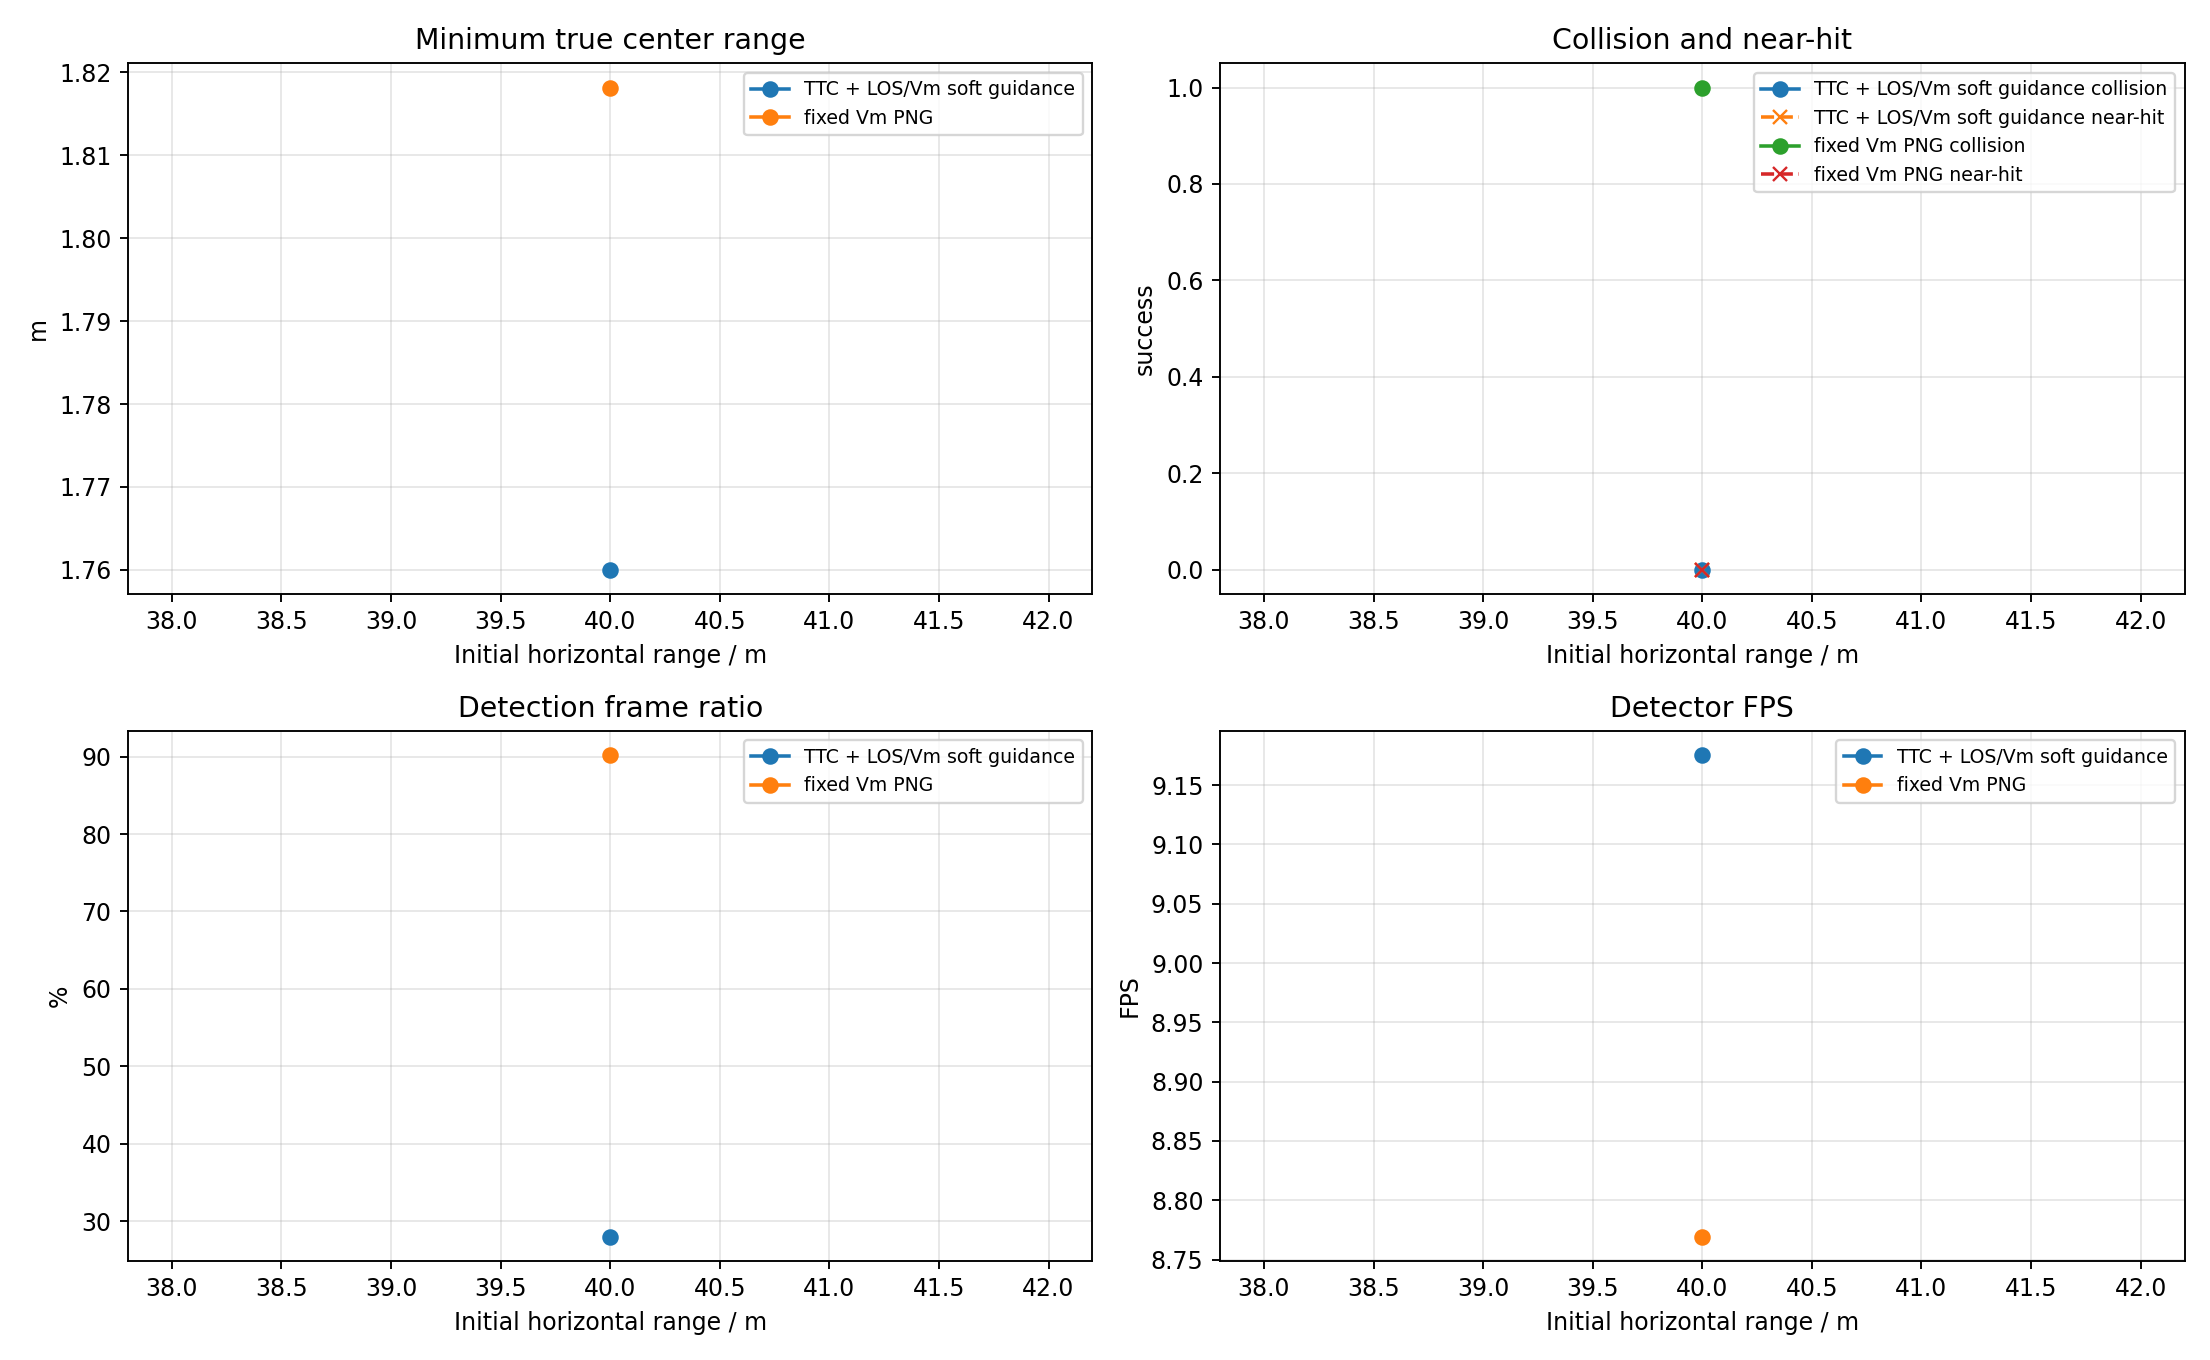 Minimum true center range
1.82
1.81
1.80
1.79
1.78
1.77
1.76
m
TTC + LOS/Vm soft guidance
fixed Vm PNG
38.0 38.5 39.0 39.5 40.0 40.5 41.0 41.5 42.0
Initial horizontal range / m
Collision and near-hit
1.0
0.8
0.6
0.4
0.2
0.0
success
TTC + LOS/Vm soft guidance collision
TTC + LOS/Vm soft guidance near-hit
fixed Vm PNG collision
fixed Vm PNG near-hit
38.0 38.5 39.0 39.5 40.0 40.5 41.0 41.5 42.0
Initial horizontal range / m
Detection frame ratio
90
80
70
60
50
40
30
%
TTC + LOS/Vm soft guidance
fixed Vm PNG
38.0 38.5 39.0 39.5 40.0 40.5 41.0 41.5 42.0
Initial horizontal range / m
Detector FPS
9.15
9.10
9.05
9.00
8.95
8.90
8.85
8.80
8.75
FPS
TTC + LOS/Vm soft guidance
fixed Vm PNG
38.0 38.5 39.0 39.5 40.0 40.5 41.0 41.5 42.0
Initial horizontal range / m